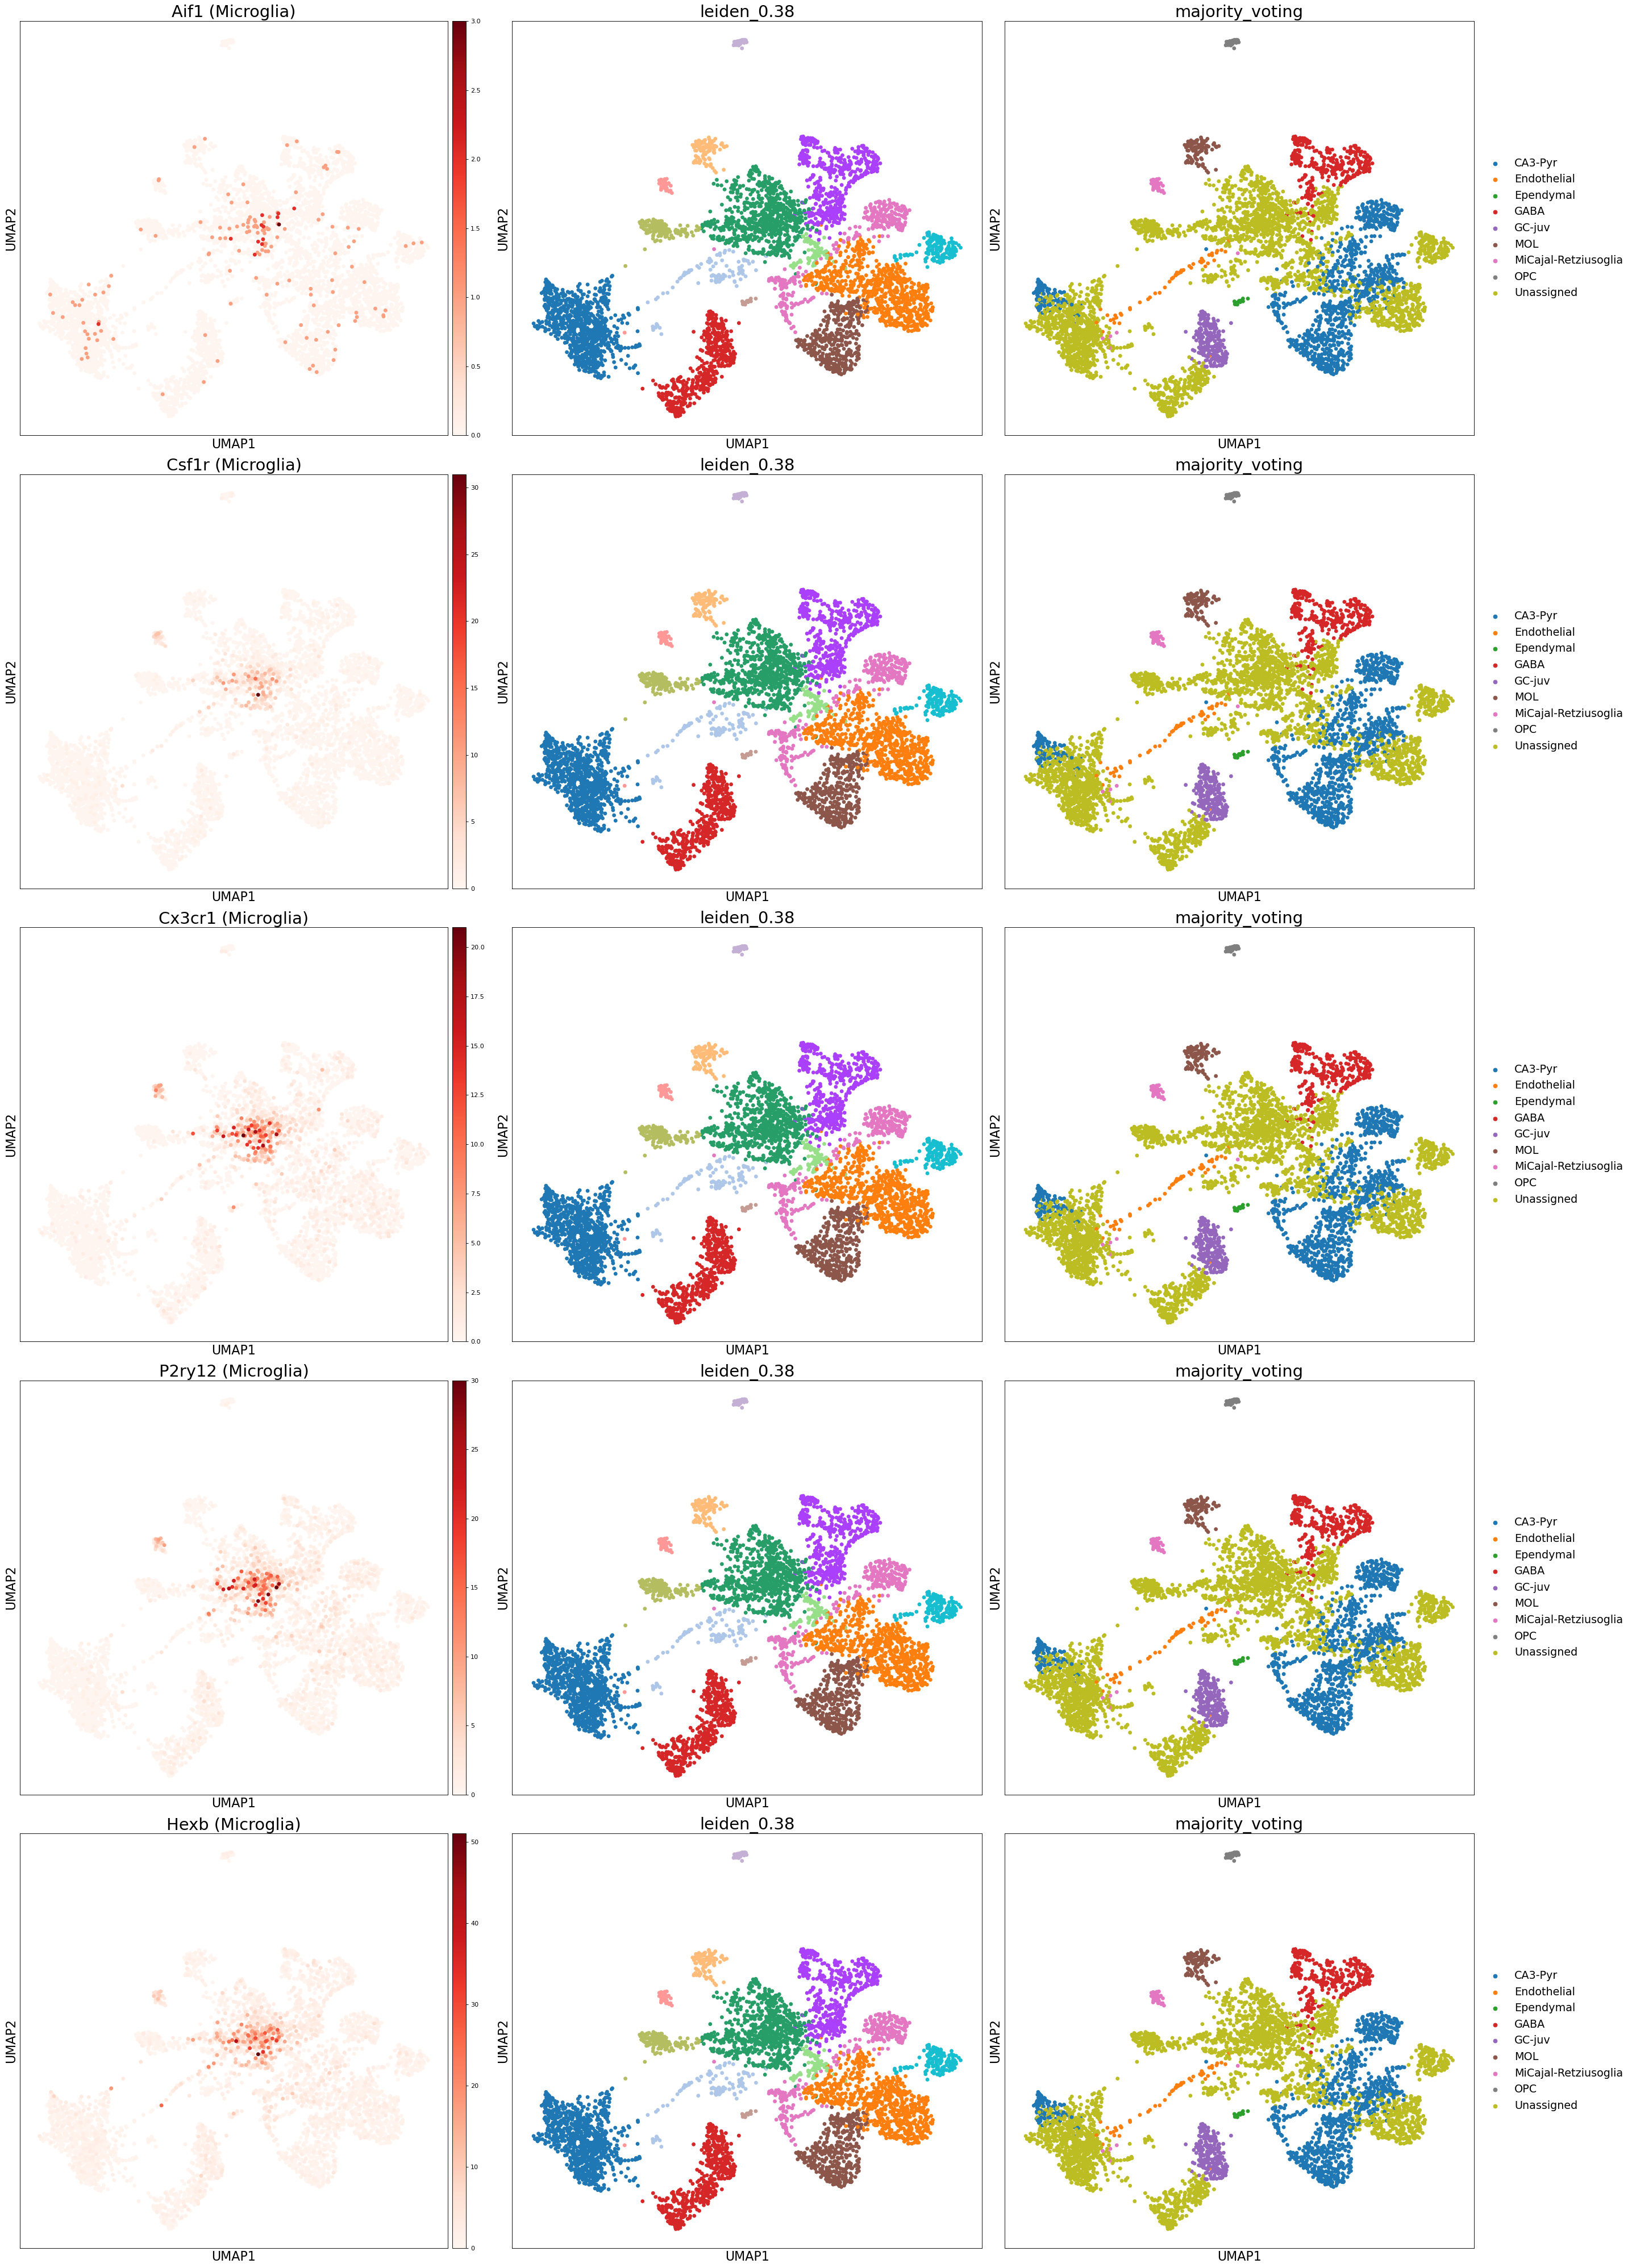 Aif1 (Microglia)
leiden_0.38
majority_voting
UMAP2
3.0
2.5
2.0
1.5
1.0
0.5
0.0
UMAP2
UMAP2
CA3-Pyr
Endothelial
Ependymal
GABA
GC-juv
MOL
MiCajal-Retziusoglia
OPC
Unassigned
UMAP1
UMAP1
UMAP1
Csf1r (Microglia)
leiden_0.38
majority_voting
UMAP2
30
25
20
15
10
5
0
UMAP2
UMAP2
CA3-Pyr
Endothelial
Ependymal
GABA
GC-juv
MOL
MiCajal-Retziusoglia
OPC
Unassigned
UMAP1
UMAP1
UMAP1
Cx3cr1 (Microglia)
leiden_0.38
majority_voting
UMAP2
20.0
17.5
15.0
12.5
10.0
7.5
5.0
2.5
0.0
UMAP2
UMAP2
CA3-Pyr
Endothelial
Ependymal
GABA
GC-juv
MOL
MiCajal-Retziusoglia
OPC
Unassigned
UMAP1
UMAP1
UMAP1
P2ry12 (Microglia)
leiden_0.38
majority_voting
UMAP2
30
25
20
15
10
5
0
UMAP2
UMAP2
CA3-Pyr
Endothelial
Ependymal
GABA
GC-juv
MOL
MiCajal-Retziusoglia
OPC
Unassigned
UMAP1
UMAP1
UMAP1
Hexb (Microglia)
leiden_0.38
majority_voting
UMAP2
50
40
30
20
10
0
UMAP2
UMAP2
CA3-Pyr
Endothelial
Ependymal
GABA
GC-juv
MOL
MiCajal-Retziusoglia
OPC
Unassigned
UMAP1
UMAP1
UMAP1